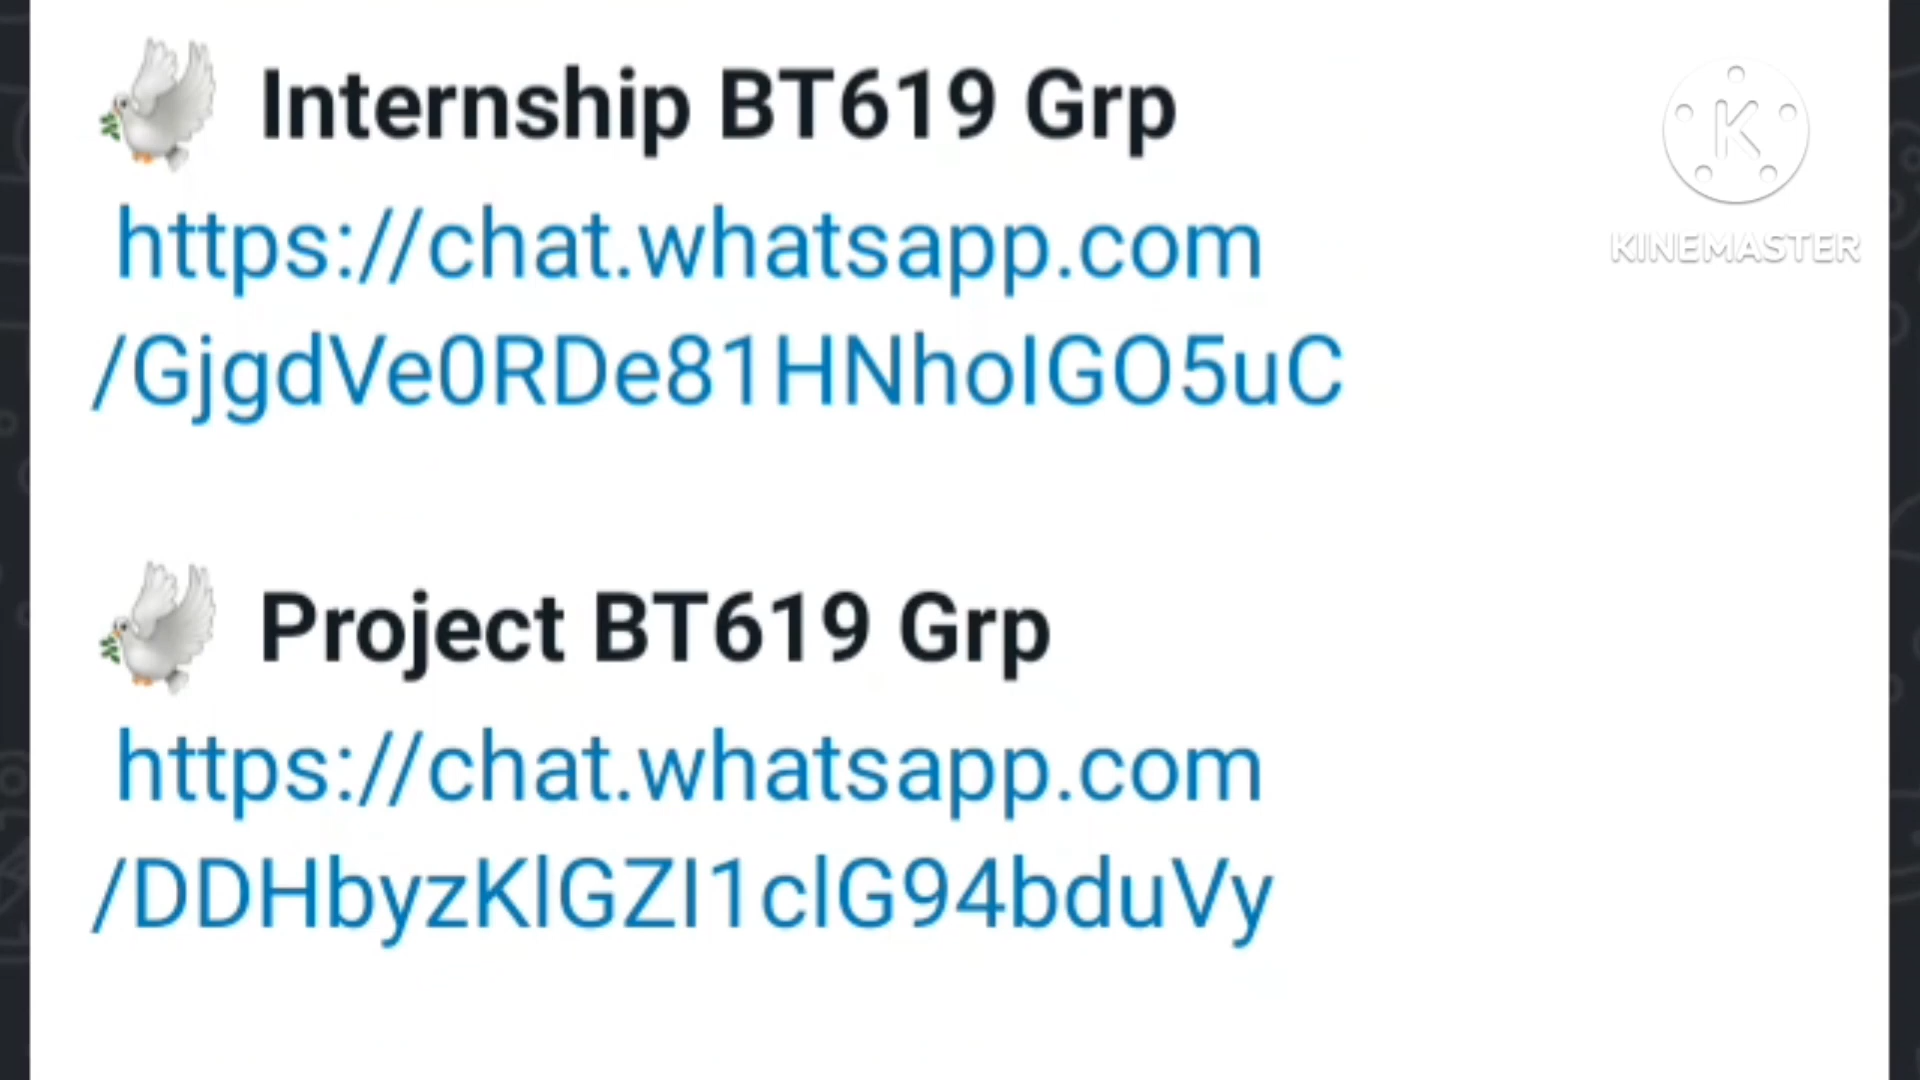 Internship BT619 Grp
https://chat.whatsapp.com
/GjgdVe0RDe81HNhoIGO5uC
Project BT619 Grp
https://chat.whatsapp.com
/DDHbyzKlGZI1clG94bduVy
K
KINEMASTER